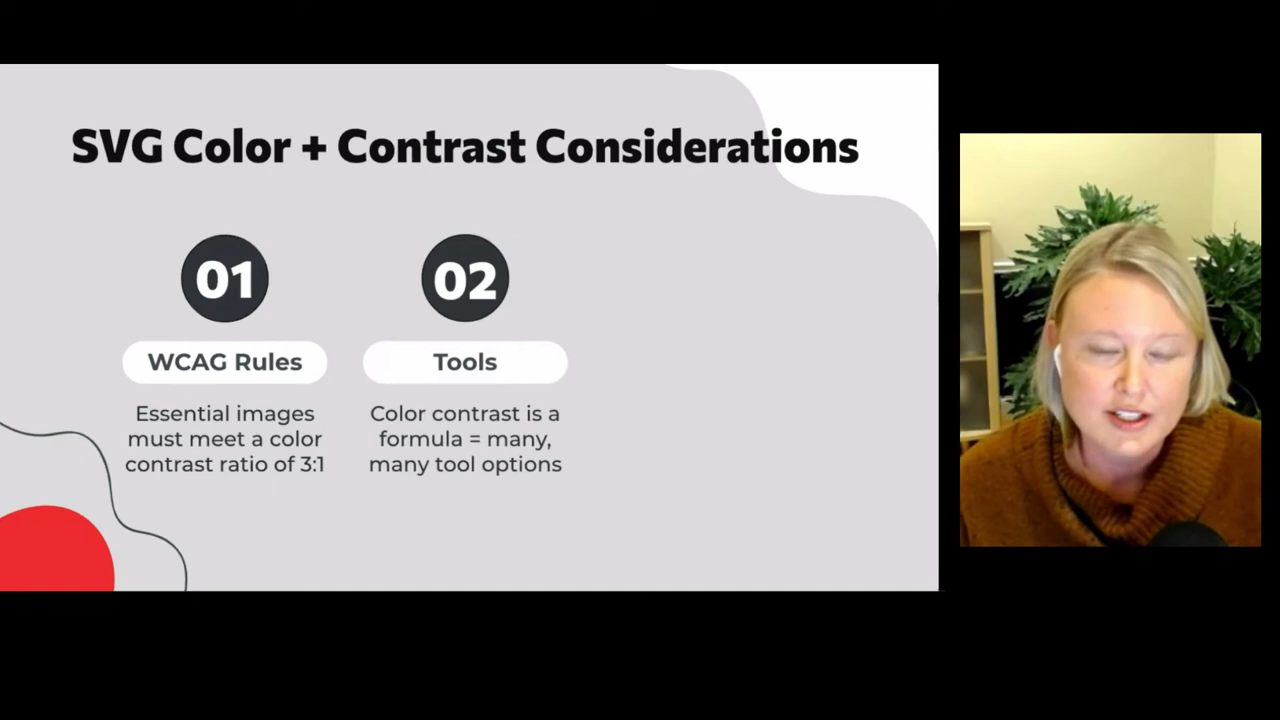 SVG Color + Contrast Considerations
01
WCAG Rules
Essential images
must meet a color
contrast ratio of 3:1
02
Tools
Color contrast is a
formula = many,
many tool options